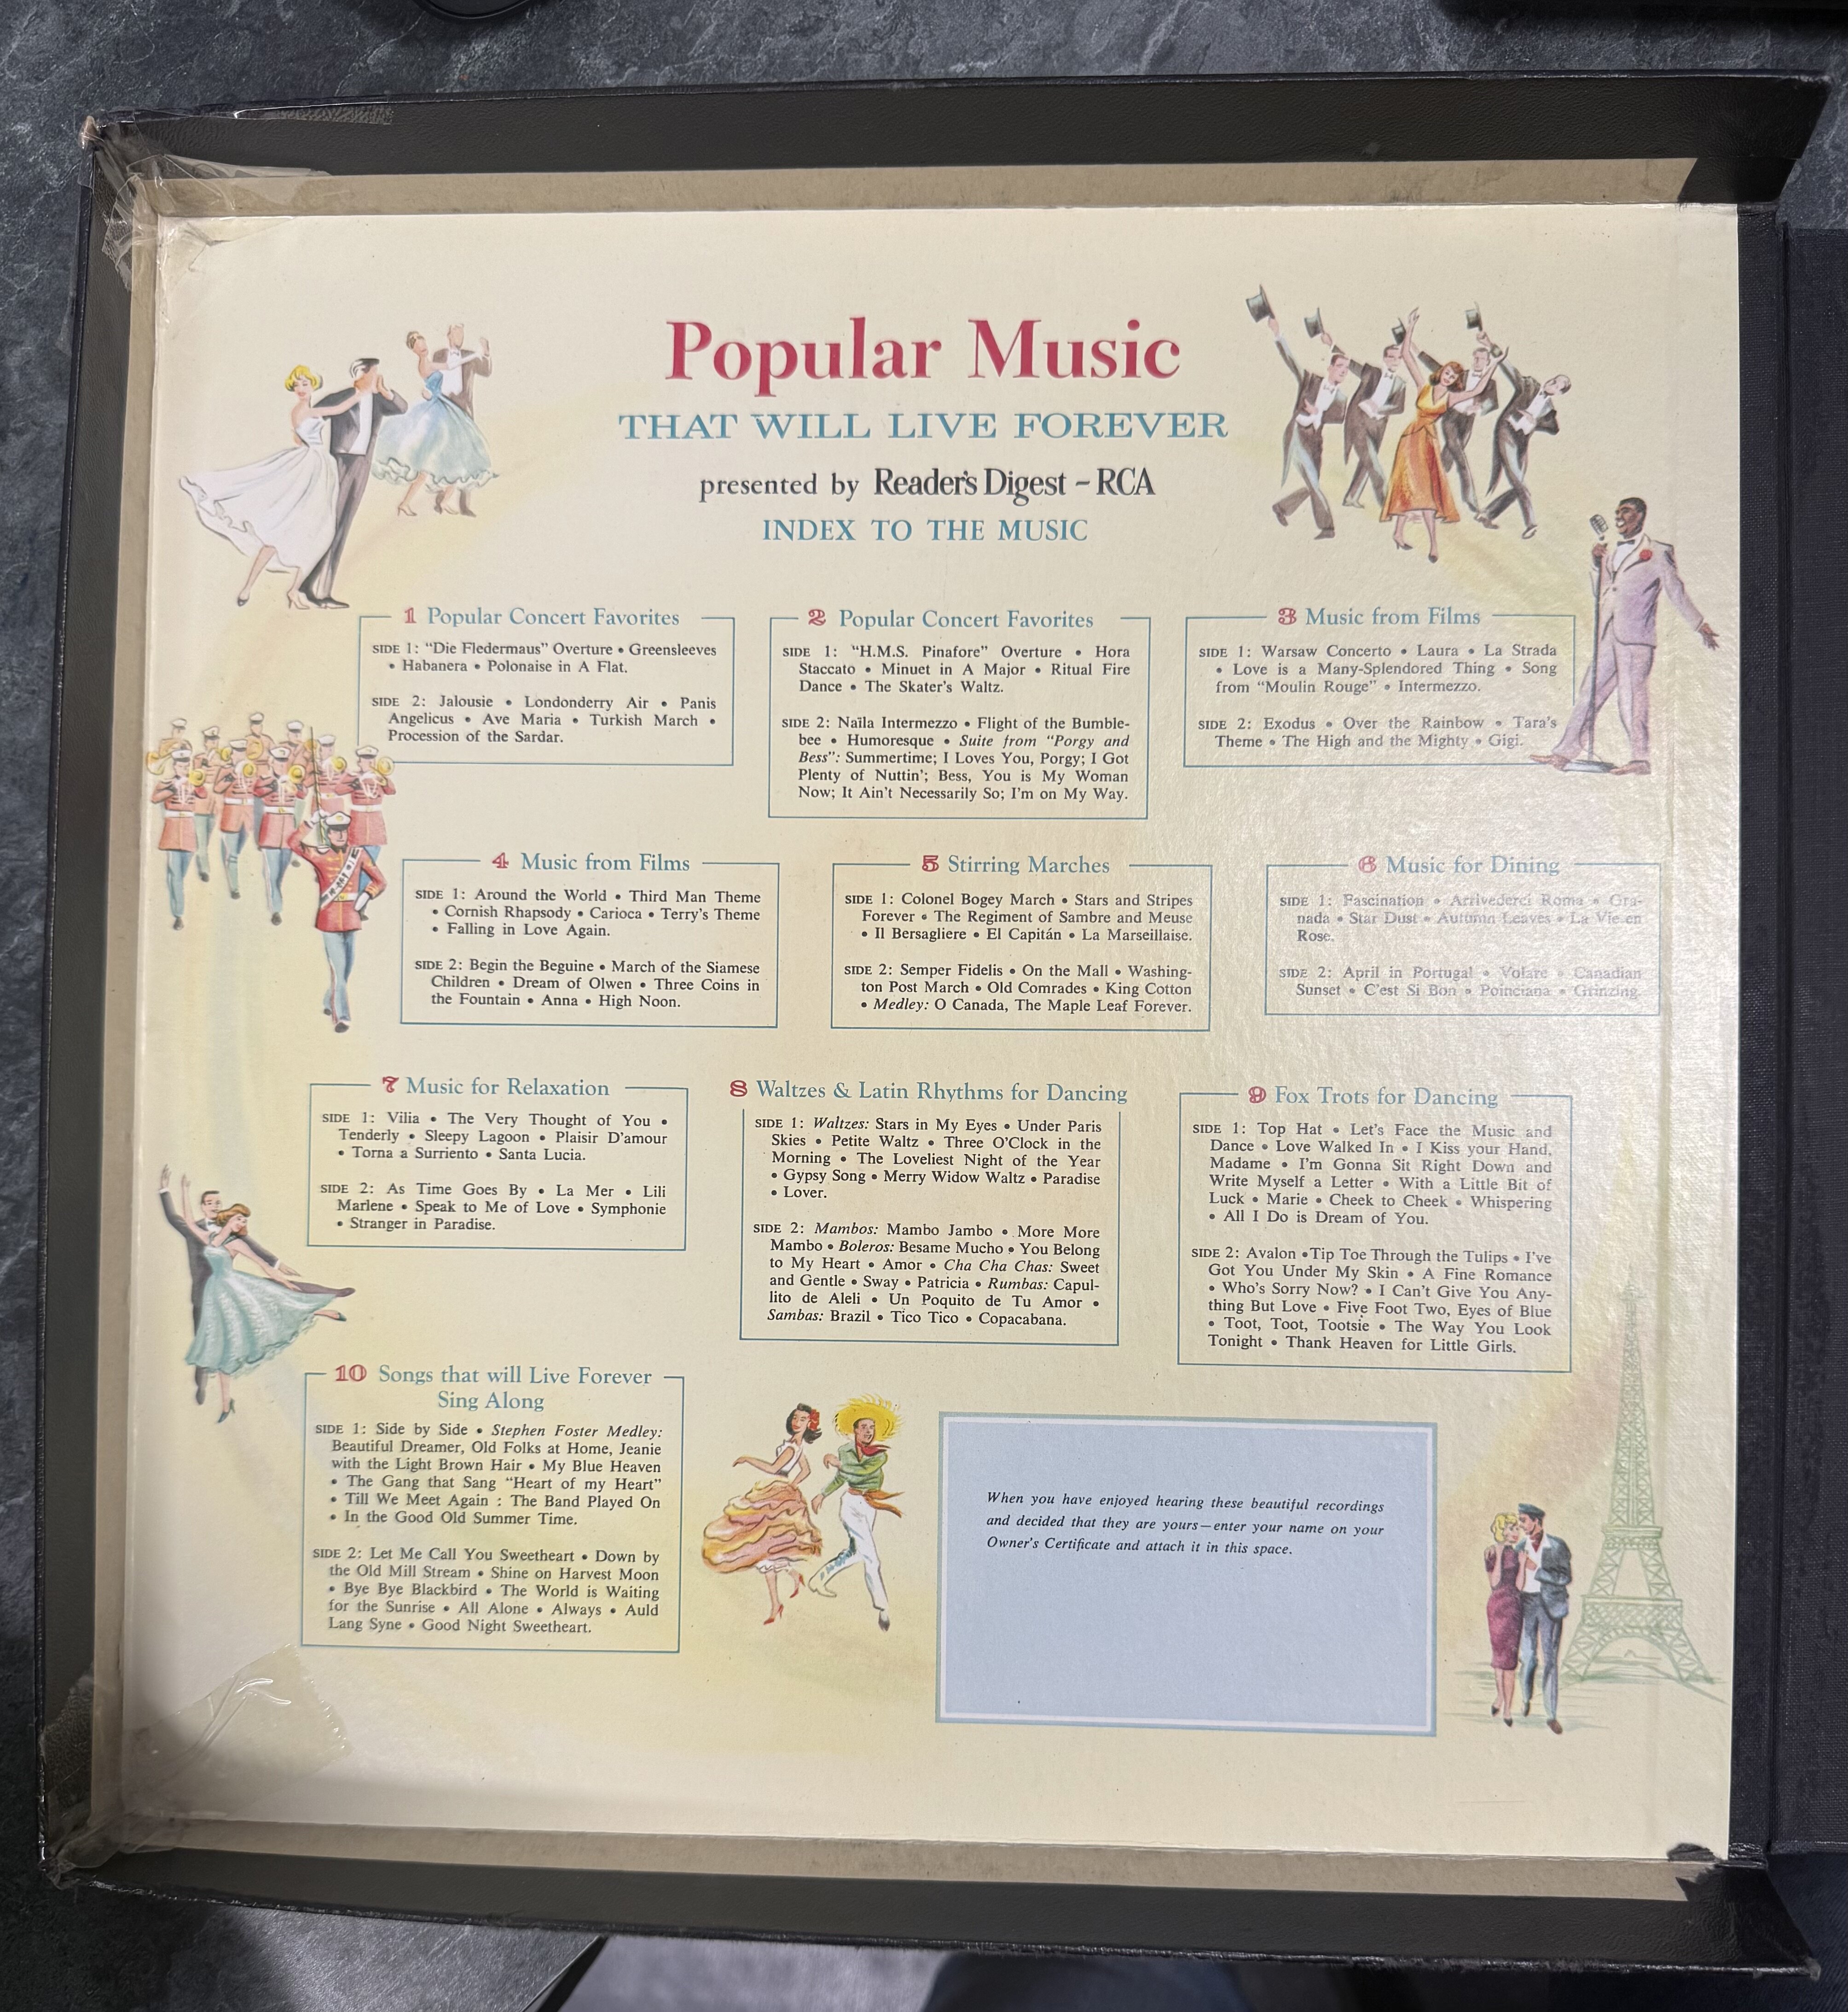 Popular Music
THAT WILL LIVE FOREVER
presented by Reader's Digest – RCA
INDEX TO THE MUSIC
1 Popular Concert Favorites
SIDE 1: “Die Fledermaus” Overture • Greensleeves
• Habanera • Polonaise in A Flat.
SIDE 2: Jalousie • Londonderry Air • Panis
Angelicus • Ave Maria • Turkish March •
Procession of the Sardar.
2 Popular Concert Favorites
SIDE 1: “H.M.S. Pinafore” Overture • Hora
Staccato • Minuet in A Major • Ritual Fire
Dance • The Skater's Waltz.
SIDE 2: Naïla Intermezzo • Flight of the Bumble-
bee • Humoresque • Suite from “Porgy and
Bess”: Summertime; I Loves You, Porgy; I Got
Plenty of Nuttin'; Bess, You is My Woman
Now; It Ain't Necessarily So; I'm on My Way.
3 Music from Films
SIDE 1: Warsaw Concerto • Laura • La Strada
• Love is a Many-Splendored Thing • Song
from “Moulin Rouge” • Intermezzo.
SIDE 2: Exodus • Over the Rainbow • Tara's
Theme • The High and the Mighty • Gigi.
4 Music from Films
SIDE 1: Around the World • Third Man Theme
• Cornish Rhapsody • Carioca • Terry's Theme
• Falling in Love Again.
SIDE 2: Begin the Beguine • March of the Siamese
Children • Dream of Olwen • Three Coins in
the Fountain • Anna • High Noon.
5 Stirring Marches
SIDE 1: Colonel Bogey March • Stars and Stripes
Forever • The Regiment of Sambre and Meuse
• Il Bersagliere • El Capitán • La Marseillaise.
SIDE 2: Semper Fidelis • On the Mall • Washing-
ton Post March • Old Comrades • King Cotton
• Medley: O Canada, The Maple Leaf Forever.
6 Music for Dining
SIDE 1: Fascination • Arrivederci Roma • Gra-
nada • Star Dust • Autumn Leaves • La Vie en
Rose.
SIDE 2: April in Portugal • Volare • Canadian
Sunset • C'est Si Bon • Poinciana • Grinzing.
7 Music for Relaxation
SIDE 1: Vilia • The Very Thought of You •
Tenderly • Sleepy Lagoon • Plaisir D'amour
• Torna a Surriento • Santa Lucia.
SIDE 2: As Time Goes By • La Mer • Lili
Marlene • Speak to Me of Love • Symphonie
• Stranger in Paradise.
8 Waltzes & Latin Rhythms for Dancing
SIDE 1: Waltzes: Stars in My Eyes • Under Paris
Skies • Petite Waltz • Three O'Clock in the
Morning • The Loveliest Night of the Year
• Gypsy Song • Merry Widow Waltz • Paradise
• Lover.
SIDE 2: Mambos: Mambo Jambo • More More
Mambo • Boleros: Besame Mucho • You Belong
to My Heart • Amor • Cha Cha Chas: Sweet
and Gentle • Sway • Patricia • Rumbas: Capul-
lito de Aleli • Un Poquito de Tu Amor •
Sambas: Brazil • Tico Tico • Copacabana.
9 Fox Trots for Dancing
SIDE 1: Top Hat • Let's Face the Music and
Dance • Love Walked In • I Kiss your Hand,
Madame • I'm Gonna Sit Right Down and
Write Myself a Letter • With a Little Bit of
Luck • Marie • Cheek to Cheek • Whispering
• All I Do is Dream of You.
SIDE 2: Avalon • Tip Toe Through the Tulips • I've
Got You Under My Skin • A Fine Romance
• Who's Sorry Now? • I Can't Give You Any-
thing But Love • Five Foot Two, Eyes of Blue
• Toot, Toot, Tootsie • The Way You Look
Tonight • Thank Heaven for Little Girls.
10 Songs that will Live Forever
Sing Along
SIDE 1: Side by Side • Stephen Foster Medley:
Beautiful Dreamer, Old Folks at Home, Jeanie
with the Light Brown Hair • My Blue Heaven
• The Gang that Sang “Heart of my Heart”
• Till We Meet Again : The Band Played On
• In the Good Old Summer Time.
SIDE 2: Let Me Call You Sweetheart • Down by
the Old Mill Stream • Shine on Harvest Moon
• Bye Bye Blackbird • The World is Waiting
for the Sunrise • All Alone • Always • Auld
Lang Syne • Good Night Sweetheart.
When you have enjoyed hearing these beautiful recordings
and decided that they are yours—enter your name on your
Owner's Certificate and attach it in this space.